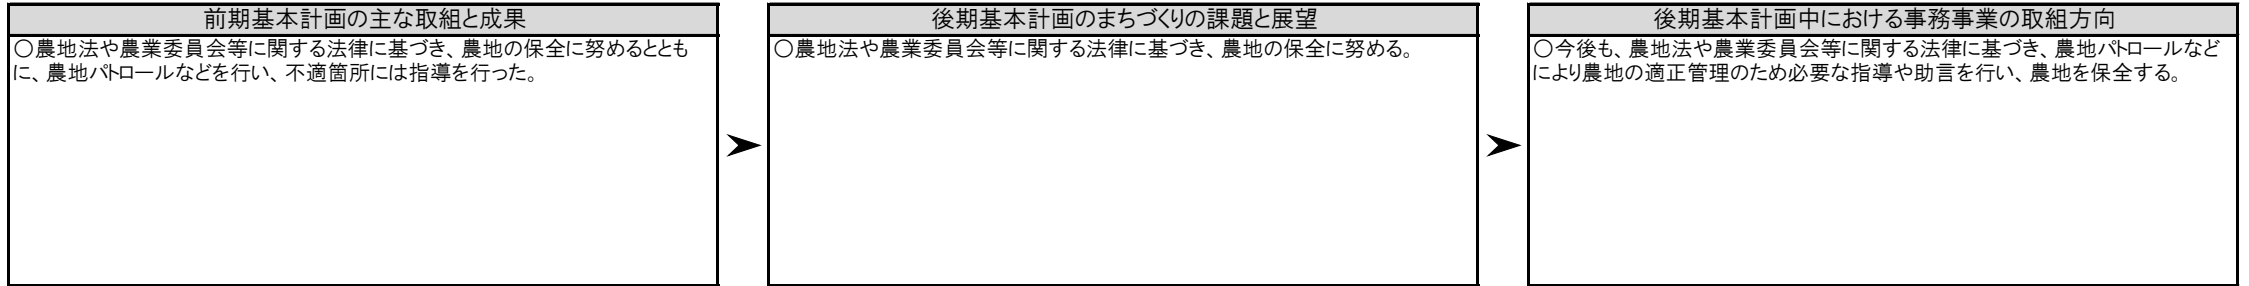 前期基本計画の主な取組と成果
○農地法や農業委員会等に関する法律に基づき、農地の保全に努めるととも
に、農地パトロールなどを行い、不適箇所には指導を行った。
後期基本計画のまちづくりの課題と展望
○農地法や農業委員会等に関する法律に基づき、農地の保全に努める。
後期基本計画中における事務事業の取組方向
○今後も、農地法や農業委員会等に関する法律に基づき、農地パトロールなど
により農地の適正管理のため必要な指導や助言を行い、農地を保全する。